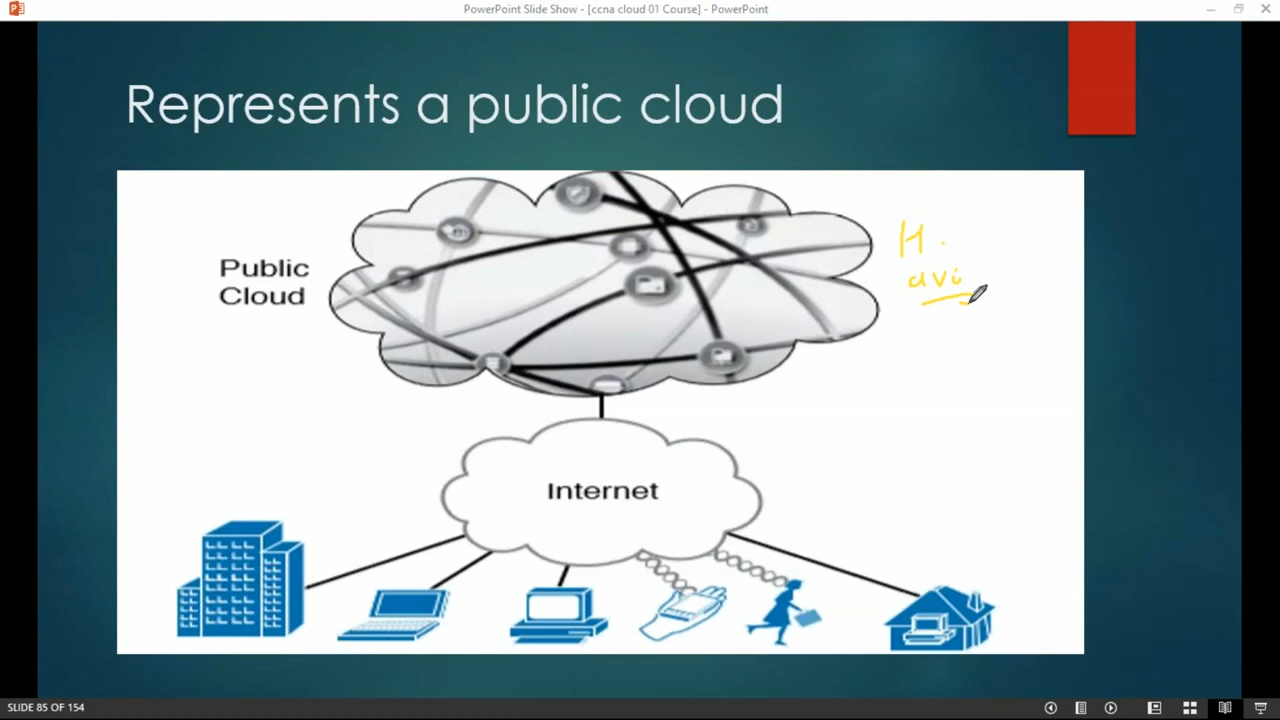 PowerPoint Slide Show - [ccna cloud 01 Course] - PowerPoint
Represents a public cloud
Public
Cloud
H.
avi
Internet
SLIDE 85 OF 154